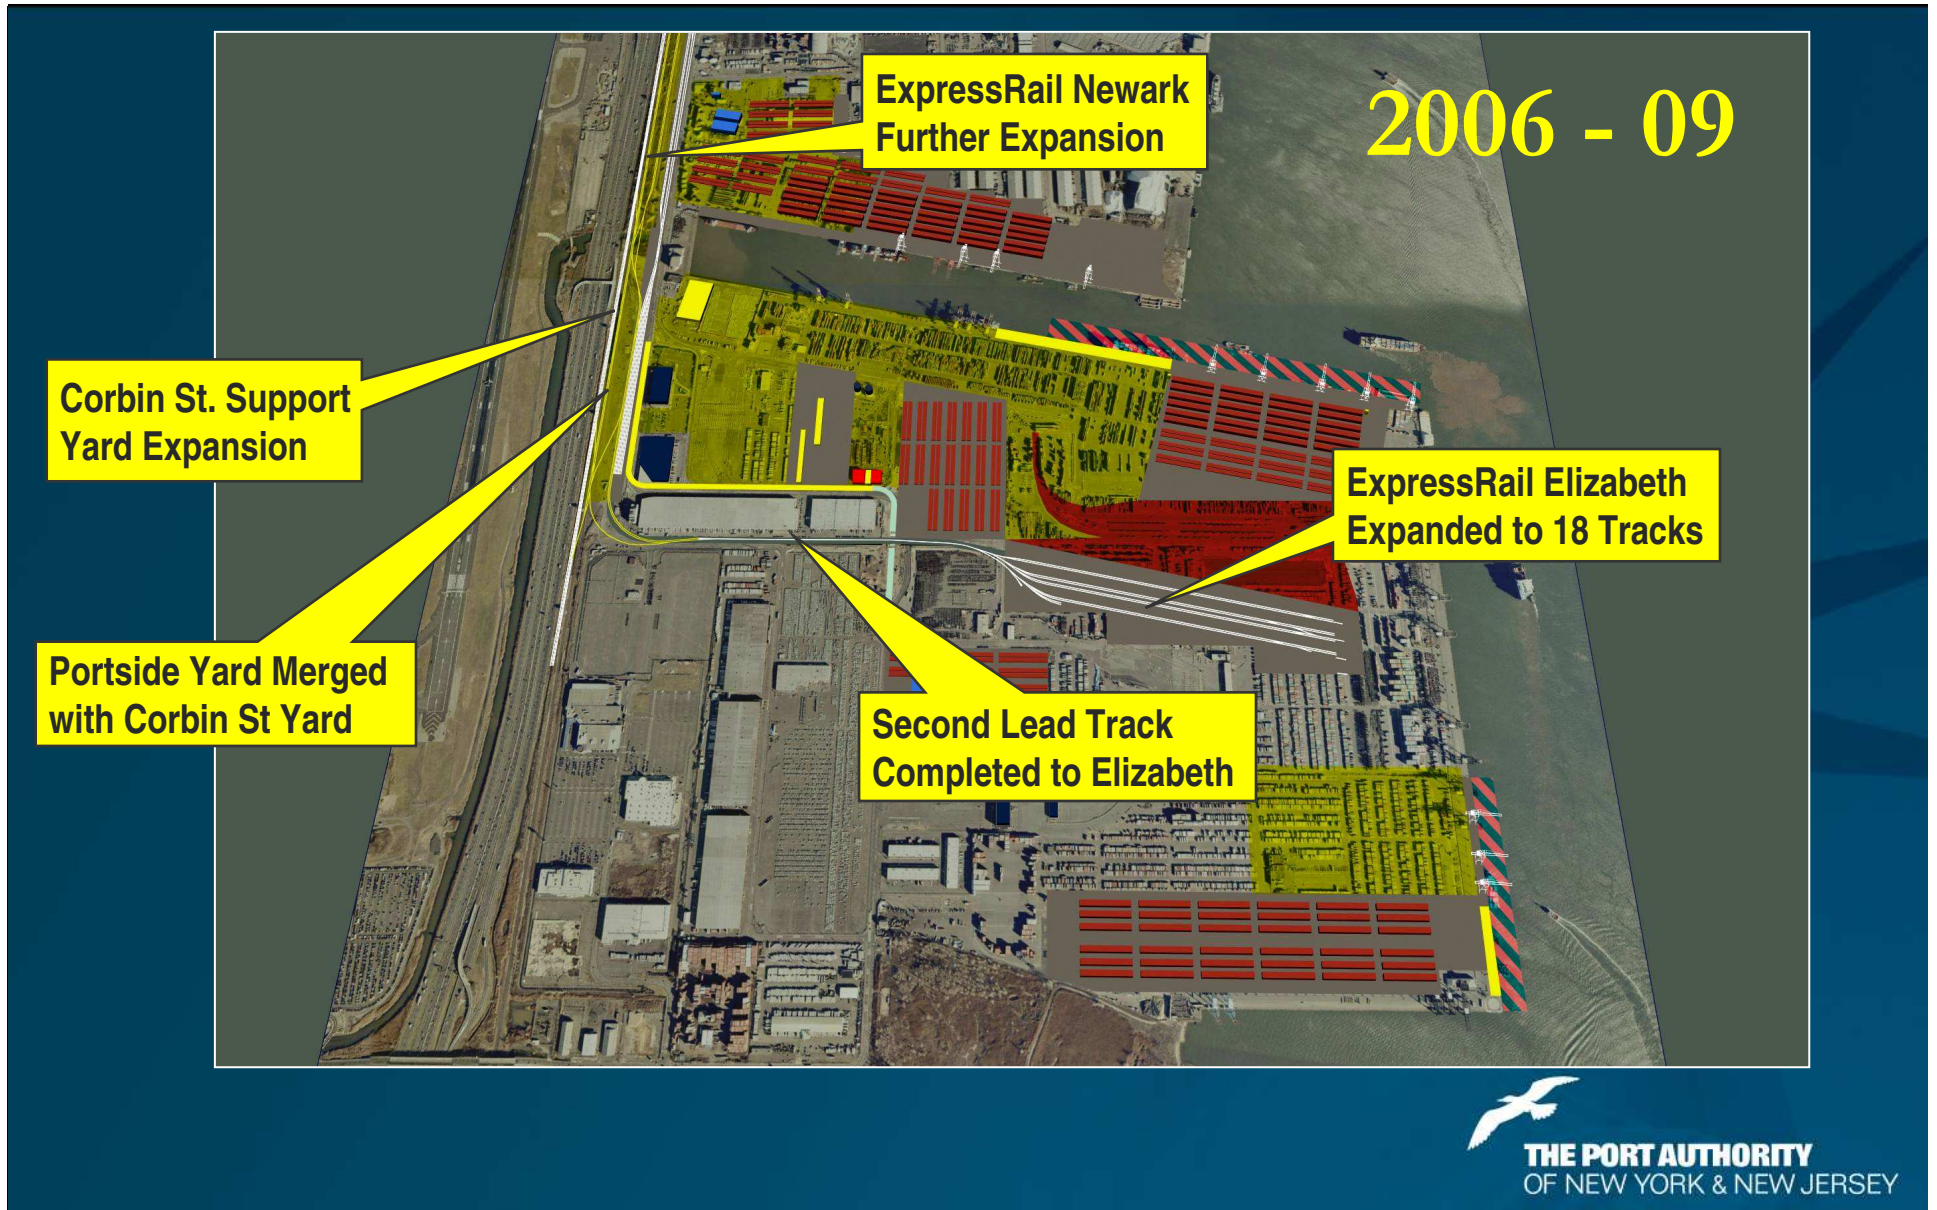 ExpressRail Newark
Further Expansion
2006 - 09
Corbin St. Support
Yard Expansion
ExpressRail Elizabeth
Expanded to 18 Tracks
Portside Yard Merged
with Corbin St Yard
Second Lead Track
Completed to Elizabeth
THE PORT AUTHORITY
OF NEW YORK & NEW JERSEY